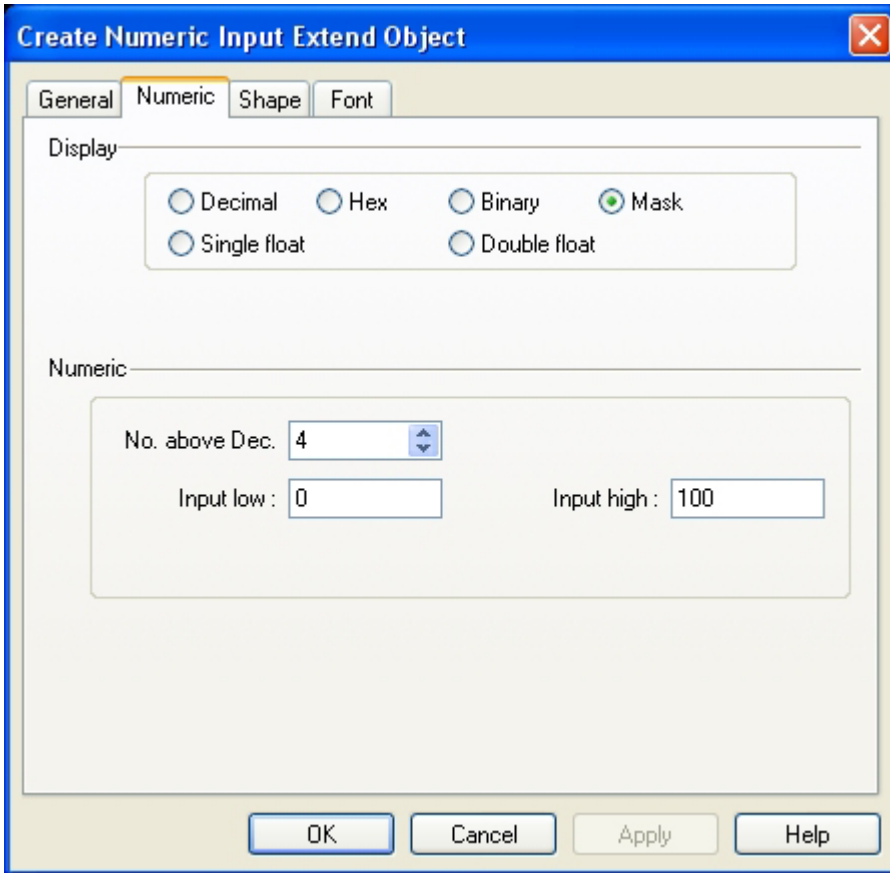 Create Numeric Input Extend Object
General Numeric Shape Font
Display
Decimal Hex Binary Mask
Single float Double float
Numeric
No. above Dec. 4
Input low : 0 Input high : 100
OK Cancel Apply Help